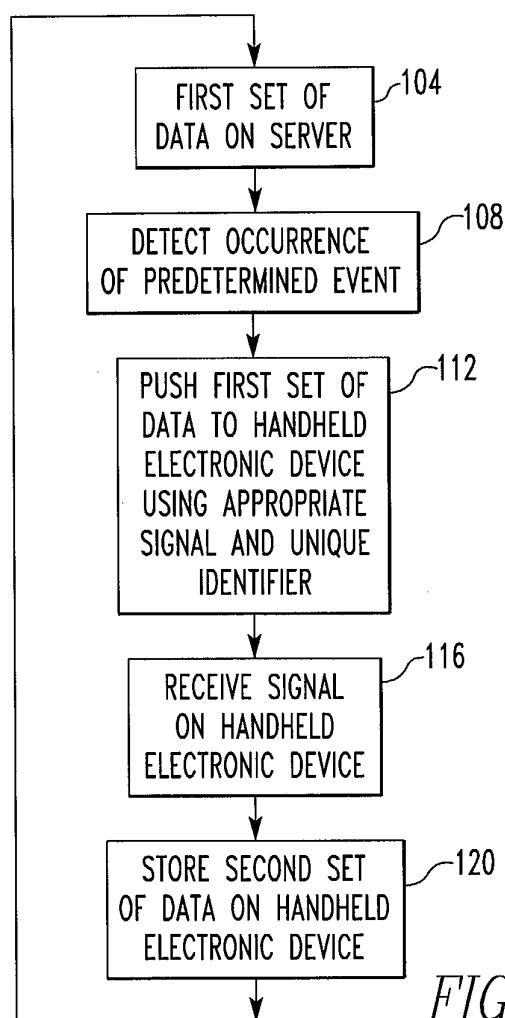 FIRST SET OF
DATA ON SERVER
104
DETECT OCCURRENCE
OF PREDETERMINED EVENT
108
PUSH FIRST SET OF
DATA TO HANDHELD
ELECTRONIC DEVICE
USING APPROPRIATE
SIGNAL AND UNIQUE
IDENTIFIER
112
RECEIVE SIGNAL
ON HANDHELD
ELECTRONIC DEVICE
116
STORE SECOND SET
OF DATA ON HANDHELD
ELECTRONIC DEVICE
120
FIG